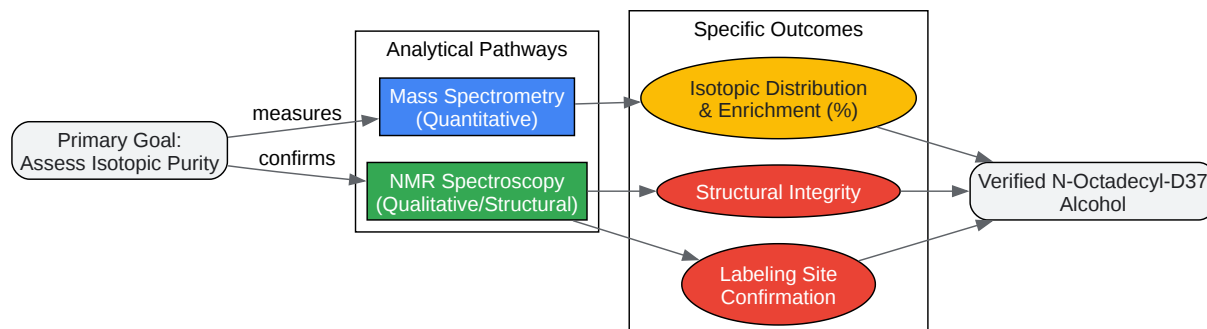 Primary Goal:
Assess Isotopic Purity
measures
confirms
Analytical Pathways
Mass Spectrometry
(Quantitative)
NMR Spectroscopy
(Qualitative/Structural)
Specific Outcomes
Isotopic Distribution
& Enrichment (%)
Structural Integrity
Labeling Site
Confirmation
Verified N-Octadecyl-D37
Alcohol